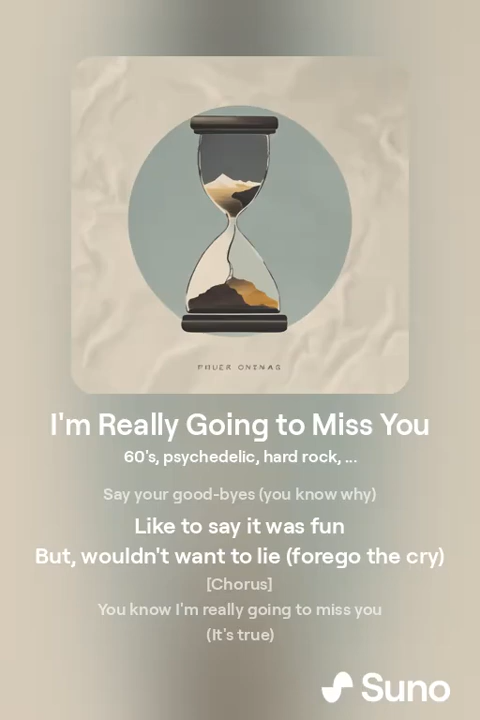 I'm Really Going to Miss You
60's, psychedelic, hard rock, ...
Say your good-byes (you know why)
Like to say it was fun
But, wouldn't want to lie (forego the cry)
[Chorus]
You know I'm really going to miss you
(It's true)
Suno